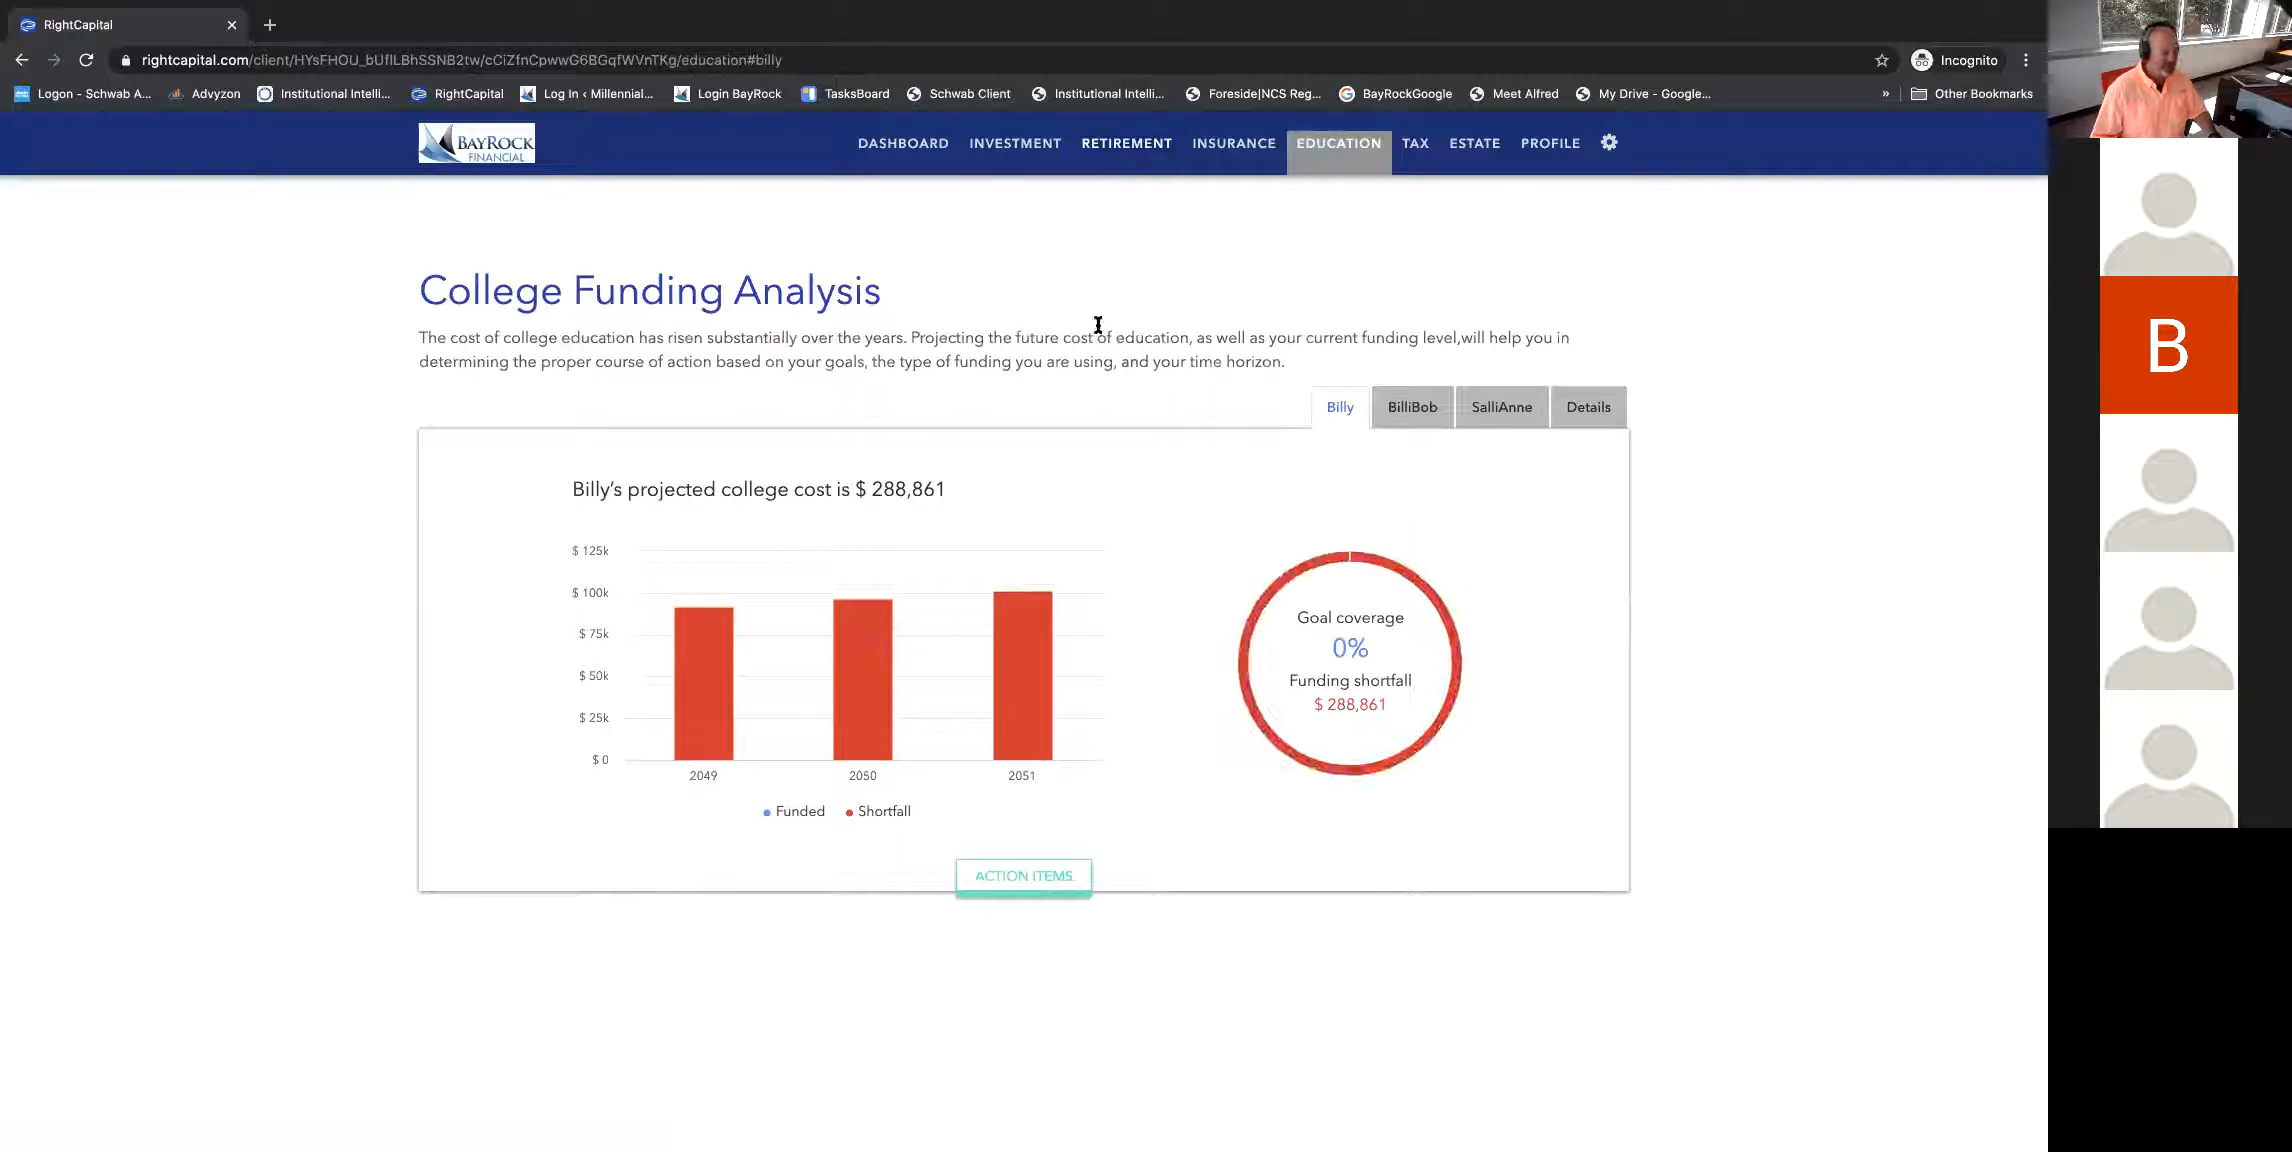 RightCapital
rightcapital.com/client/HYsFHOU_bUflLBhSSNB2tw/cCiZfnCpwwG6BGqfWVnTKg/education#billy
Incognito
Logon - Schwab A... Advyzon Institutional Intelli... RightCapital Log In ‹ Millennial... Login BayRock TasksBoard Schwab Client Institutional Intelli... Foreside|NCS Reg... BayRockGoogle Meet Alfred My Drive - Google... » Other Bookmarks
BAYROCK
FINANCIAL
DASHBOARD INVESTMENT RETIREMENT INSURANCE EDUCATION TAX ESTATE PROFILE
College Funding Analysis
The cost of college education has risen substantially over the years. Projecting the future cost of education, as well as your current funding level,will help you in
determining the proper course of action based on your goals, the type of funding you are using, and your time horizon.
Billy BilliBob SalliAnne Details
Billy's projected college cost is $ 288,861
$ 125k
$ 100k
$ 75k
$ 50k
$ 25k
$ 0
2049 2050 2051
Funded Shortfall
Goal coverage
0%
Funding shortfall
$ 288,861
ACTION ITEMS
B